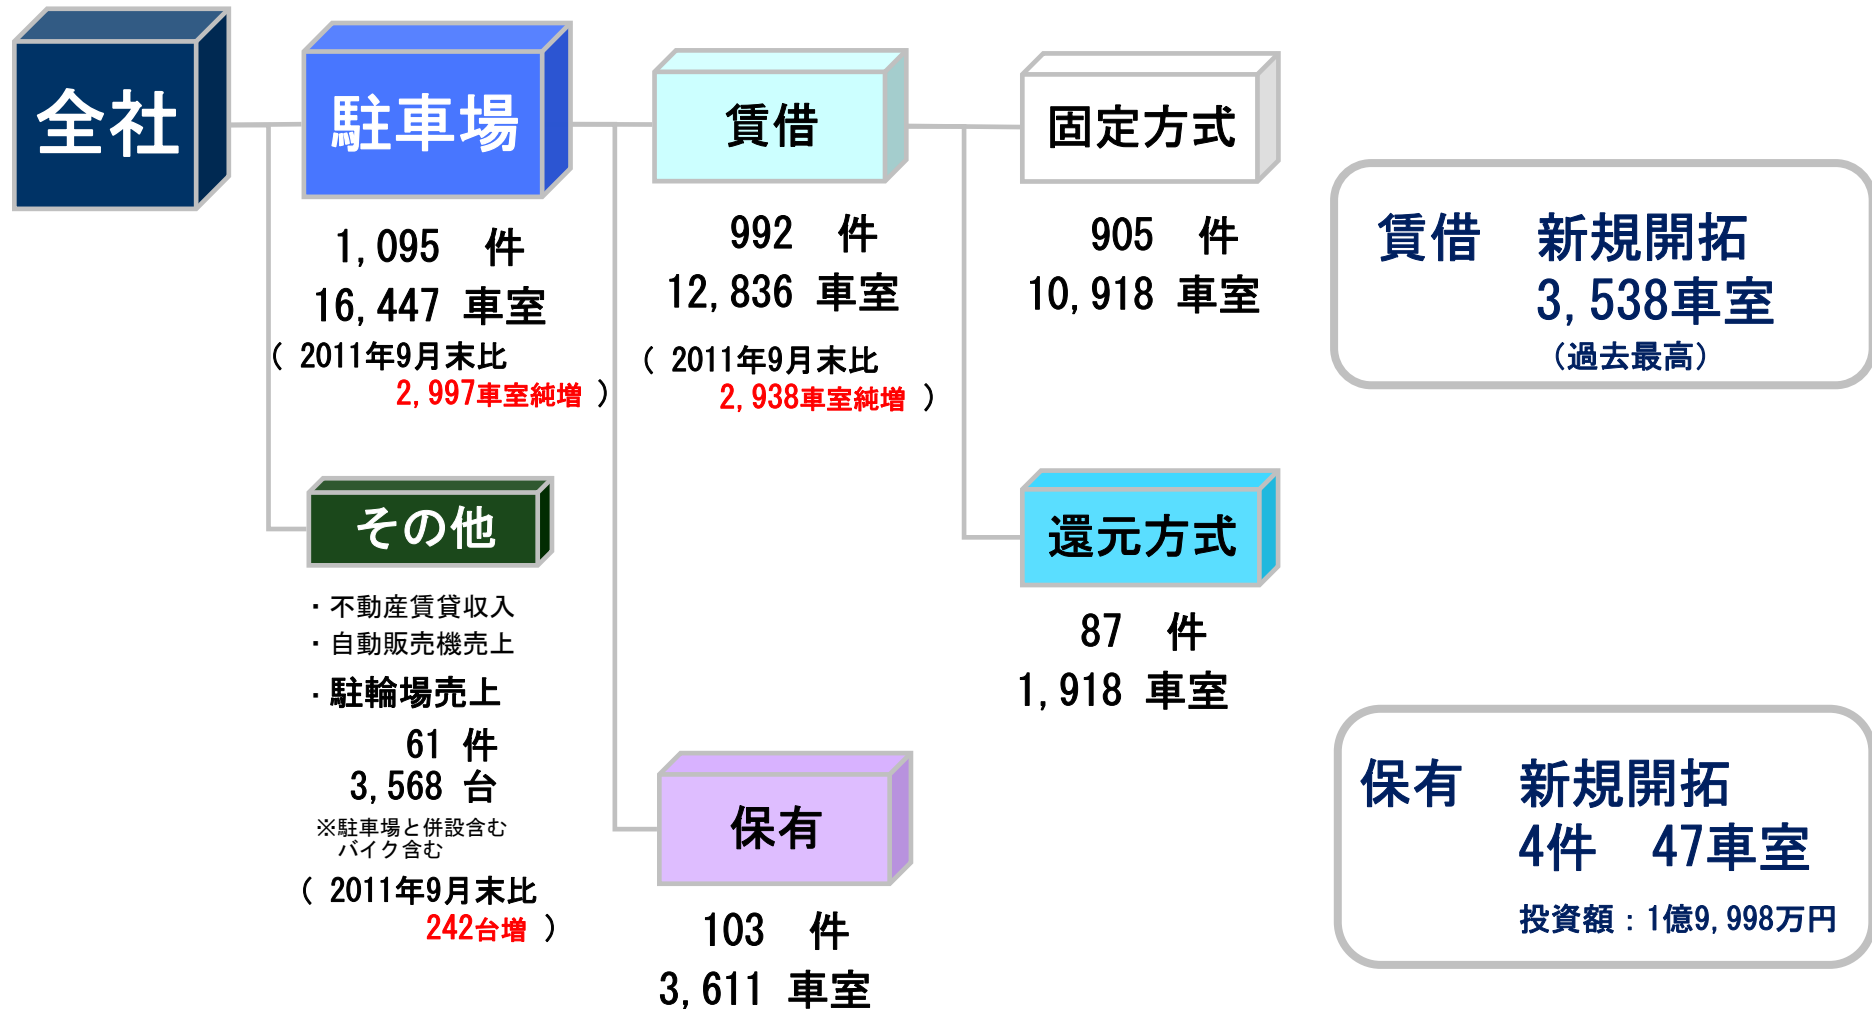 全社
駐車場
1,095 件
16,447 車室
( 2011年9月末比
2,997車室純増 )
その他
・不動産賃貸収入
・自動販売機売上
・駐輪場売上
61 件
3,568 台
※駐車場と併設含む
バイク含む
( 2011年9月末比
242台増 )
賃借
992 件
12,836 車室
( 2011年9月末比
2,938車室純増 )
保有
103 件
3,611 車室
固定方式
905 件
10,918 車室
還元方式
87 件
1,918 車室
賃借 新規開拓
3,538車室
(過去最高)
保有 新規開拓
4件 47車室
投資額：1億9,998万円